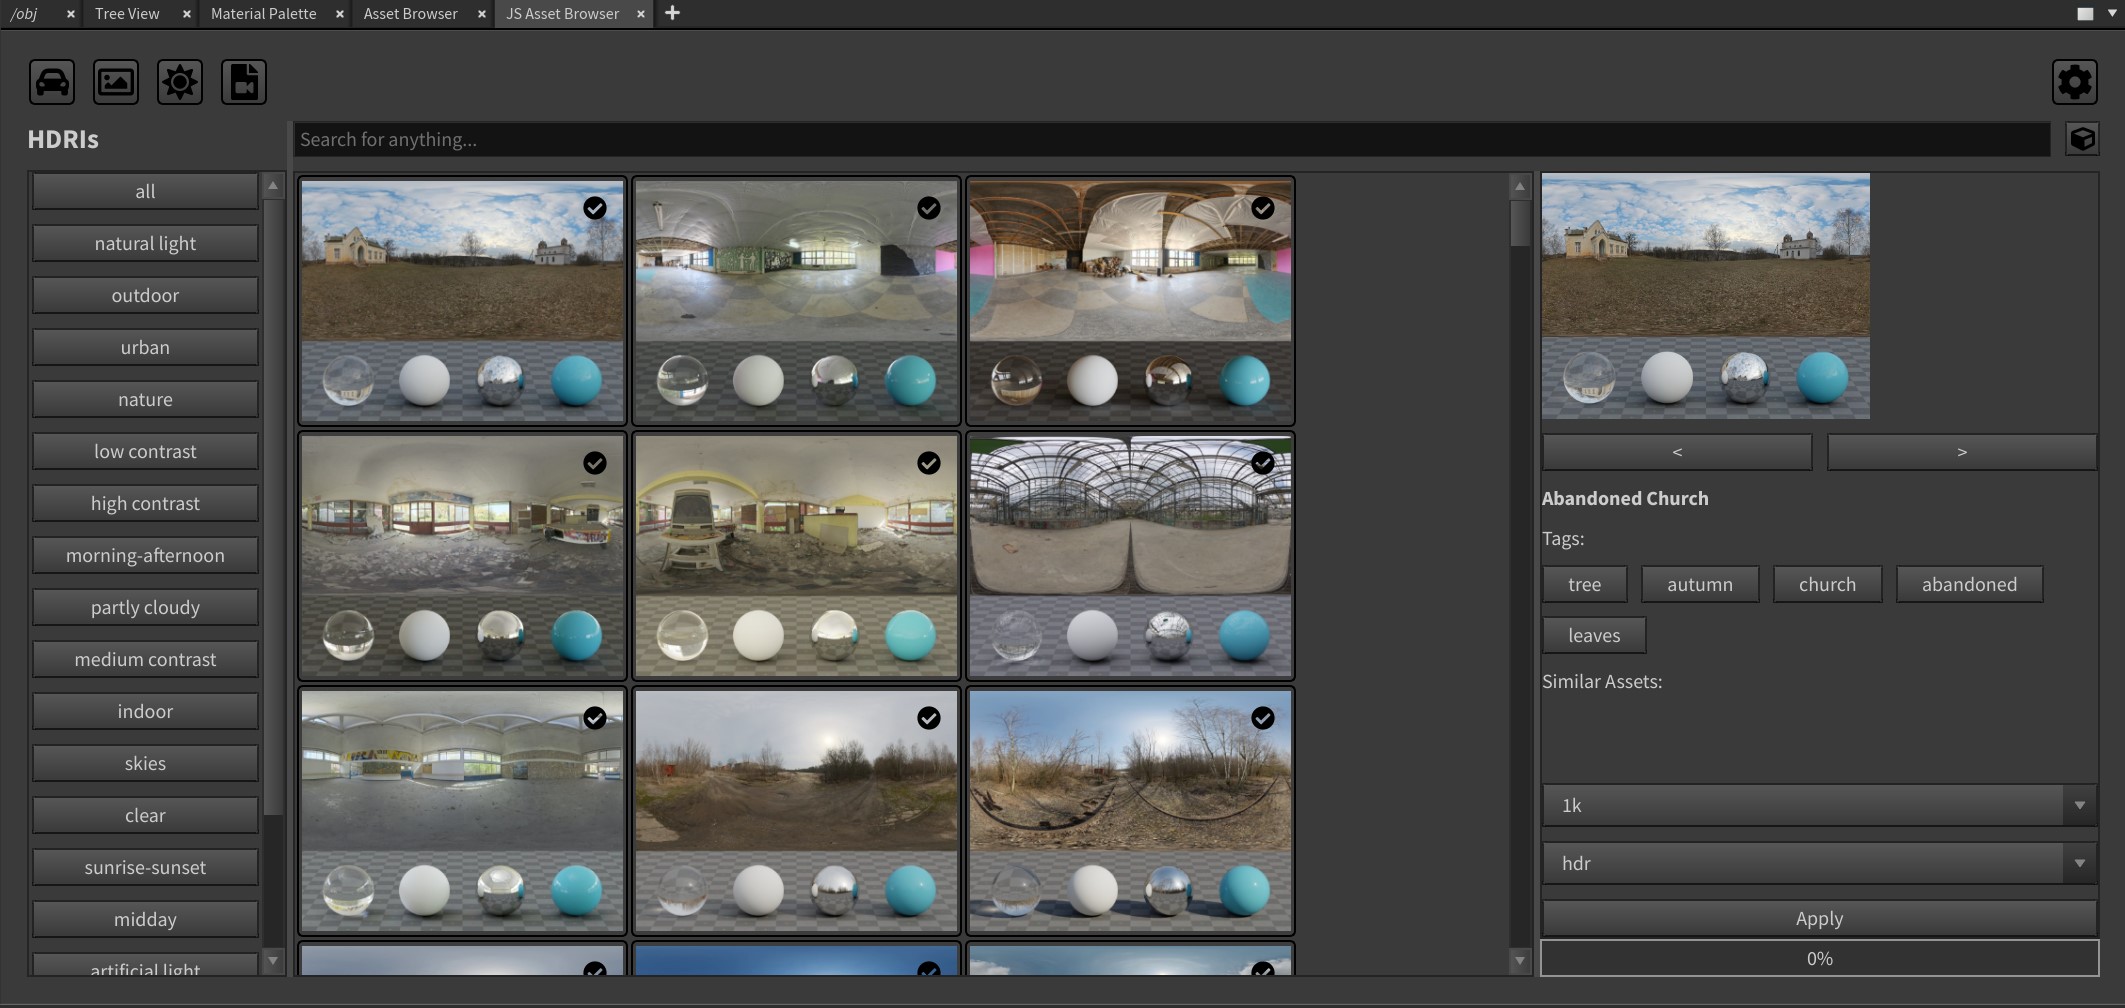 /obj × Tree View × Material Palette × Asset Browser × JS Asset Browser × +
HDRIs
Search for anything...
all
natural light
outdoor
urban
nature
low contrast
high contrast
morning-afternoon
partly cloudy
medium contrast
indoor
skies
clear
sunrise-sunset
midday
artificial light
< >
Abandoned Church
Tags:
tree autumn church abandoned
leaves
Similar Assets:
1k
hdr
Apply
0%